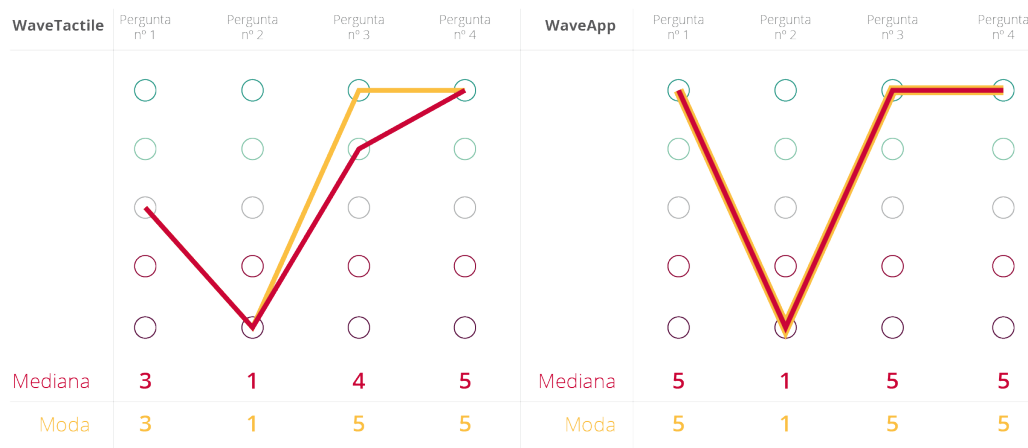 WaveTactile Pergunta nº 1 Pergunta nº 2 Pergunta nº 3 Pergunta nº 4
Mediana 3 1 4 5
Moda 3 1 5 5
WaveApp Pergunta nº 1 Pergunta nº 2 Pergunta nº 3 Pergunta nº 4
Mediana 5 1 5 5
Moda 5 1 5 5